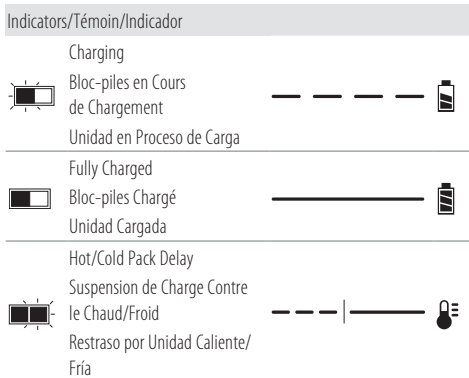 Indicators/Témoin/Indicador
Charging
Bloc-piles en Cours
de Chargement
Unidad en Proceso de Carga
Fully Charged
Bloc-piles Chargé
Unidad Cargada
Hot/Cold Pack Delay
Suspension de Charge Contre
le Chaud/Froid
Restraso por Unidad Caliente/
Fría